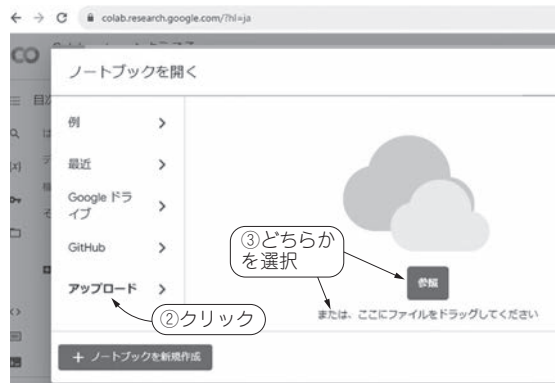 colab.research.google.com/?hl=ja
CO
ノートブックを開く
目次
例
最近
Google ドラ
イブ
GitHub
アップロード
③どちらか
を選択
参照
または、ここにファイルをドラッグしてください
②クリック
+ ノートブックを新規作成